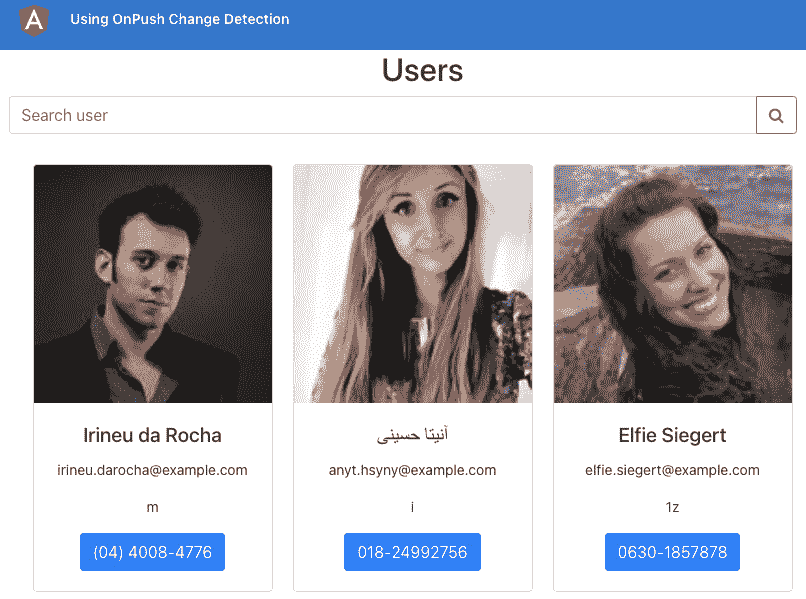 Using OnPush Change Detection
Users
Search user
Irineu da Rocha
irineu.darocha@example.com
m
(04) 4008-4776
آنیتا حسینی
anyt.hsyny@example.com
i
018-24992756
Elfie Siegert
elfie.siegert@example.com
1z
0630-1857878